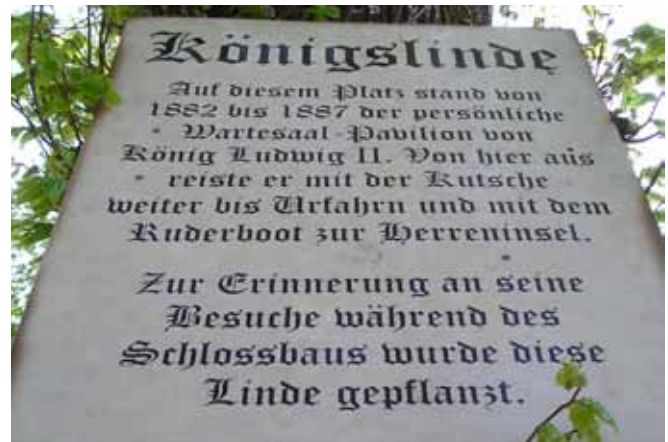 Königslinde
Auf diesem Platz stand von
1882 bis 1887 der persönliche
Wartesaal-Pavilion von
König Ludwig II. Von hier aus
reiste er mit der Kutsche
weiter bis Urfahrn und mit dem
Ruderboot zur Herreninsel.
Zur Erinnerung an seine
Besuche während des
Schlossbaus wurde diese
Linde gepflanzt.